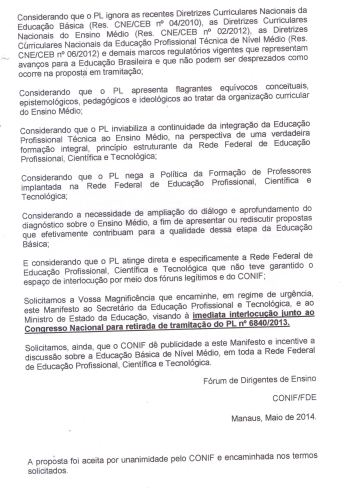 Considerando que o PL ignora as recentes Diretrizes Curriculares Nacionais da
Educação Básica (Res. CNE/CEB nº 04/2010), as Diretrizes Curriculares
Nacionais do Ensino Médio (Res. CNE/CEB nº 02/2012), as Diretrizes
Curriculares Nacionais da Educação Profissional Técnica de Nível Médio (Res.
CNE/CEB nº 06/2012) e demais marcos regulatórios vigentes que representam
avanços para a Educação Brasileira e que não podem ser desprezados como
ocorre na proposta em tramitação;
Considerando que o PL apresenta flagrantes equívocos conceituais,
epistemológicos, pedagógicos e ideológicos ao tratar da organização curricular
do Ensino Médio;
Considerando que o PL inviabiliza a continuidade da integração da Educação
Profissional Técnica ao Ensino Médio, na perspectiva de uma verdadeira
formação integral, princípio estruturante da Rede Federal de Educação
Profissional, Científica e Tecnológica;
Considerando que o PL nega a Política da Formação de Professores
implantada na Rede Federal de Educação Profissional, Científica e
Tecnológica;
Considerando a necessidade de ampliação do diálogo e aprofundamento do
diagnóstico sobre o Ensino Médio, a fim de apresentar ou rediscutir propostas
que efetivamente contribuam para a qualidade dessa etapa da Educação
Básica;
E considerando que o PL atinge direta e especificamente a Rede Federal de
Educação Profissional, Científica e Tecnológica que não teve garantido o
espaço de interlocução por meio dos fóruns legítimos e do CONIF;
Solicitamos a Vossa Magnificência que encaminhe, em regime de urgência,
este Manifesto ao Secretário da Educação Profissional e Tecnológica, e ao
Ministro de Estado da Educação, visando à imediata interlocução junto ao
Congresso Nacional para retirada de tramitação do PL nº 6840/2013.
Solicitamos, ainda, que o CONIF dê publicidade a este Manifesto e incentive a
discussão sobre a Educação Básica de Nível Médio, em toda a Rede Federal
de Educação Profissional, Científica e Tecnológica.
Fórum de Dirigentes de Ensino
CONIF/FDE
Manaus, Maio de 2014.
A proposta foi aceita por unanimidade pelo CONIF e encaminhada nos termos
solicitados.